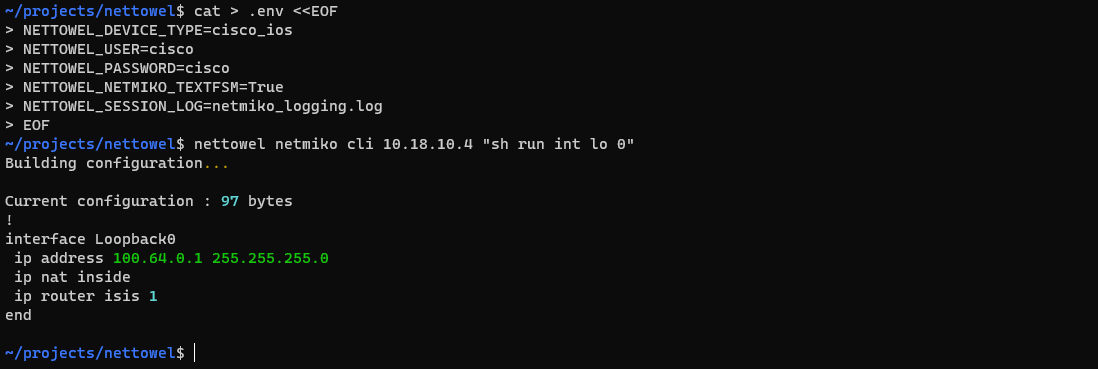 ~/projects/nettowel$ cat > .env <<EOF
> NETTOWEL_DEVICE_TYPE=cisco_ios
> NETTOWEL_USER=cisco
> NETTOWEL_PASSWORD=cisco
> NETTOWEL_NETMIKO_TEXTFSM=True
> NETTOWEL_SESSION_LOG=netmiko_logging.log
> EOF
~/projects/nettowel$ nettowel netmiko cli 10.18.10.4 "sh run int lo 0"
Building configuration...

Current configuration : 97 bytes
!
interface Loopback0
 ip address 100.64.0.1 255.255.255.0
 ip nat inside
 ip router isis 1
end

~/projects/nettowel$